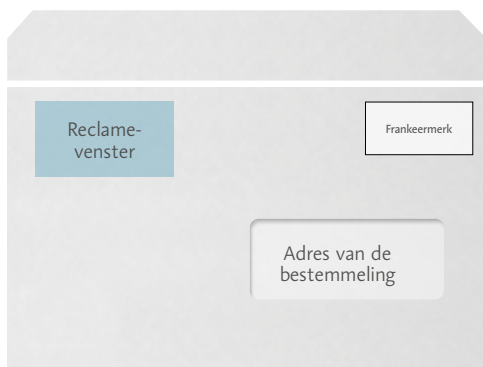 Reclame-
venster
Frankeermerk
Adres van de
bestemmeling